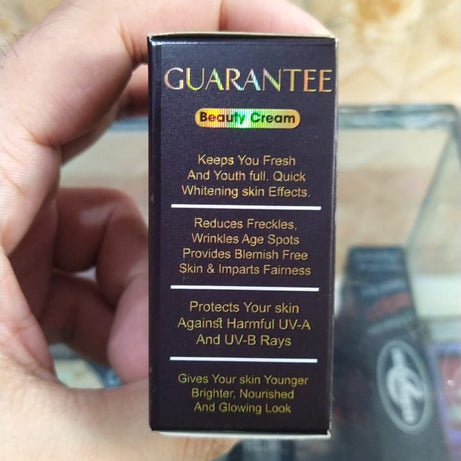 GUARANTEE
Beauty Cream
Keeps You Fresh
And Youth full. Quick
Whitening skin Effects.
Reduces Freckles,
Wrinkles Age Spots
Provides Blemish Free
Skin & Imparts Fairness
Protects Your skin
Against Harmful UV-A
And UV-B Rays
Gives Your skin Younger
Brighter, Nourished
And Glowing Look